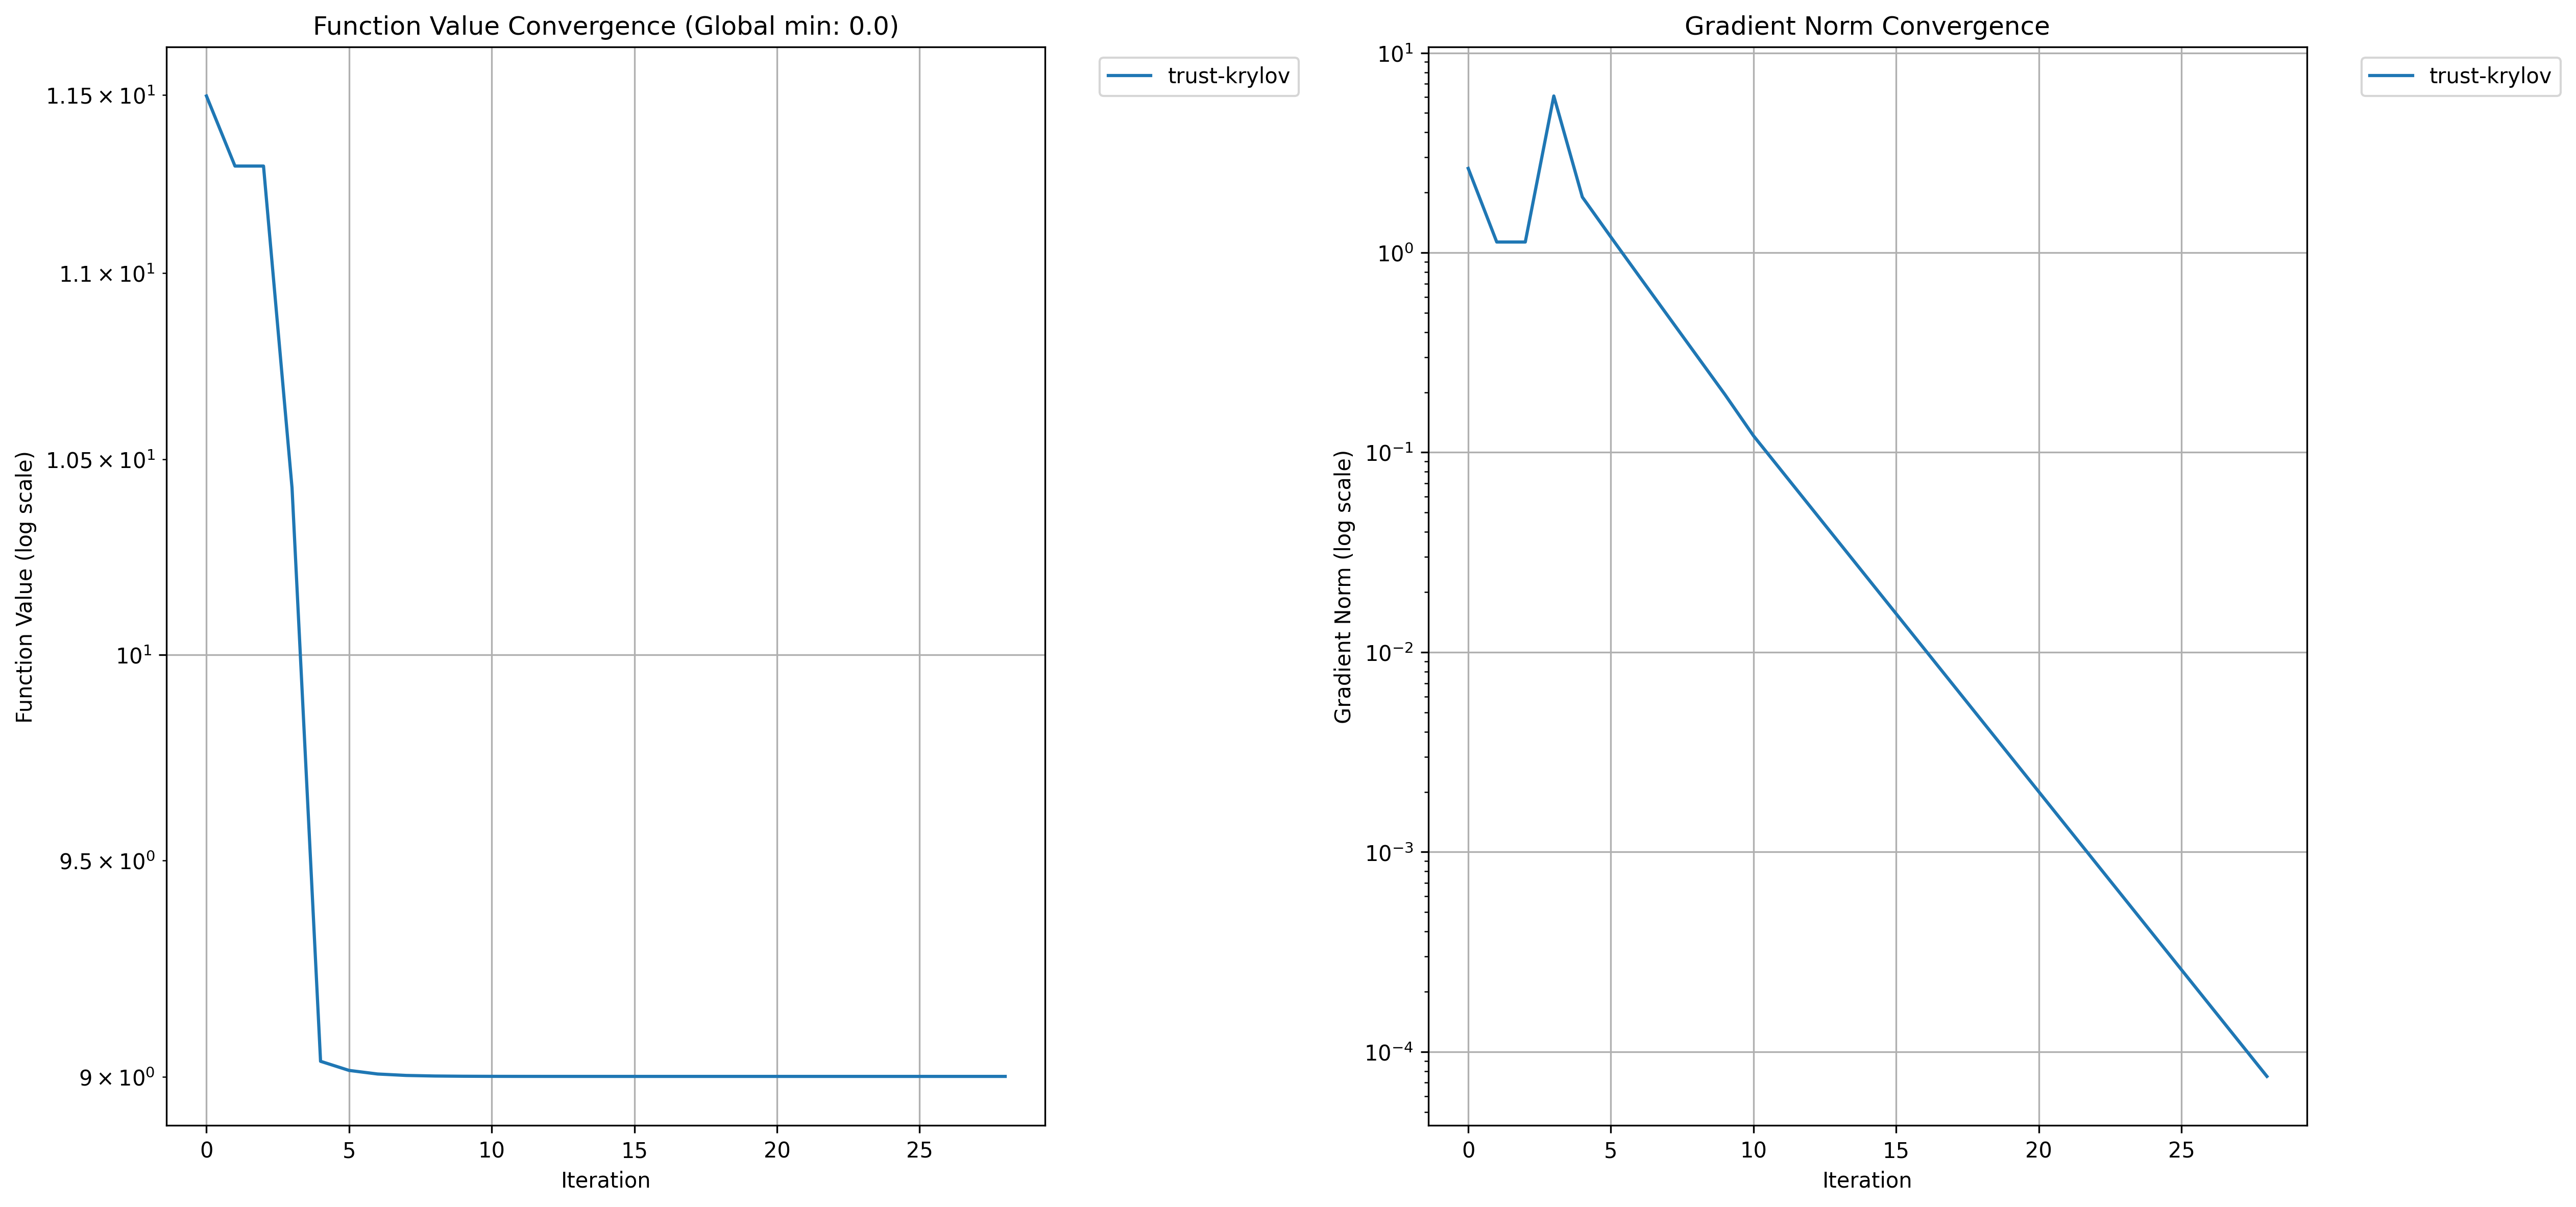 Function Value Convergence (Global min: 0.0)
1.15 × 10¹
1.1 × 10¹
1.05 × 10¹
10¹
9.5 × 10⁰
9 × 10⁰
Function Value (log scale)
0 5 10 15 20 25
Iteration
trust-krylov
Gradient Norm Convergence
10¹
10⁰
10⁻¹
10⁻²
10⁻³
10⁻⁴
Gradient Norm (log scale)
0 5 10 15 20 25
Iteration
trust-krylov